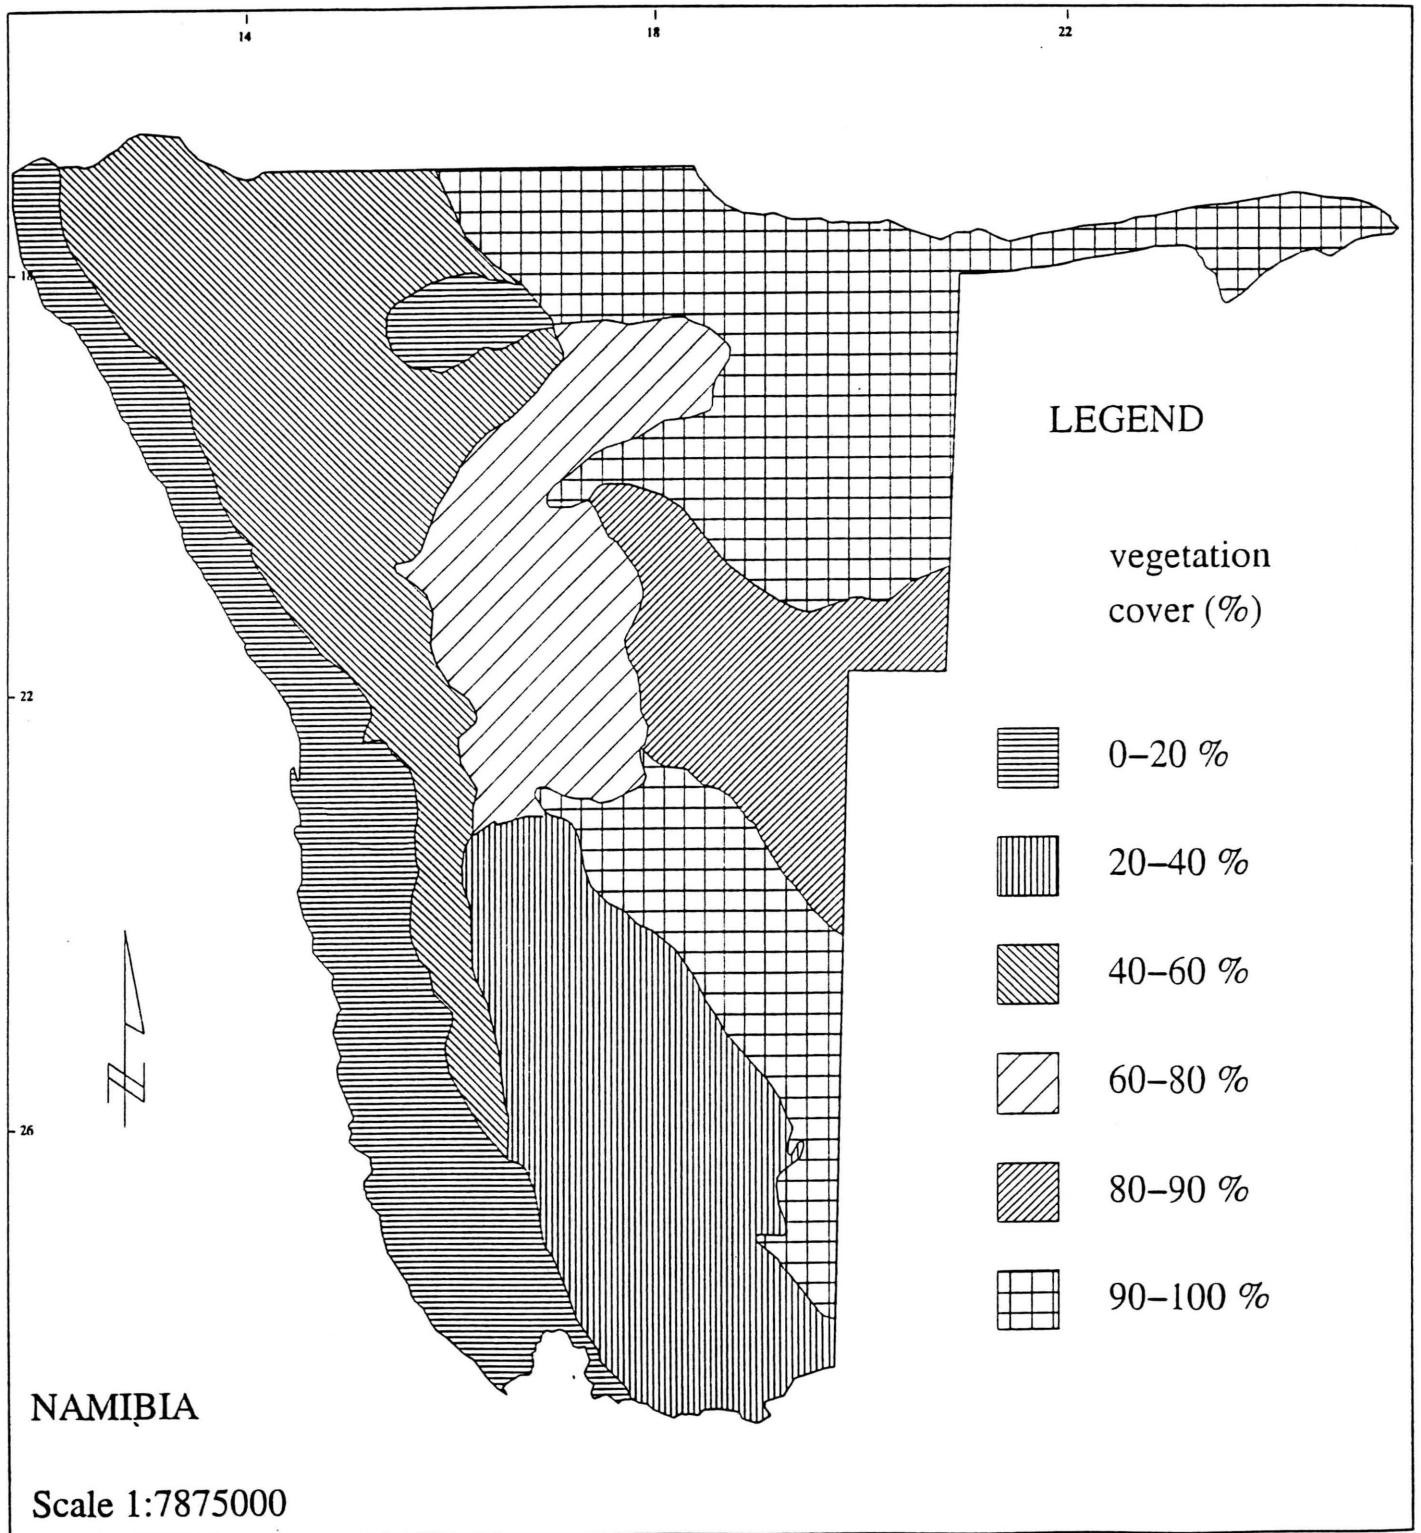 14
18
22
18
22
26
LEGEND
vegetation
cover (%)
0–20 %
20–40 %
40–60 %
60–80 %
80–90 %
90–100 %
NAMIBIA
Scale 1:7875000